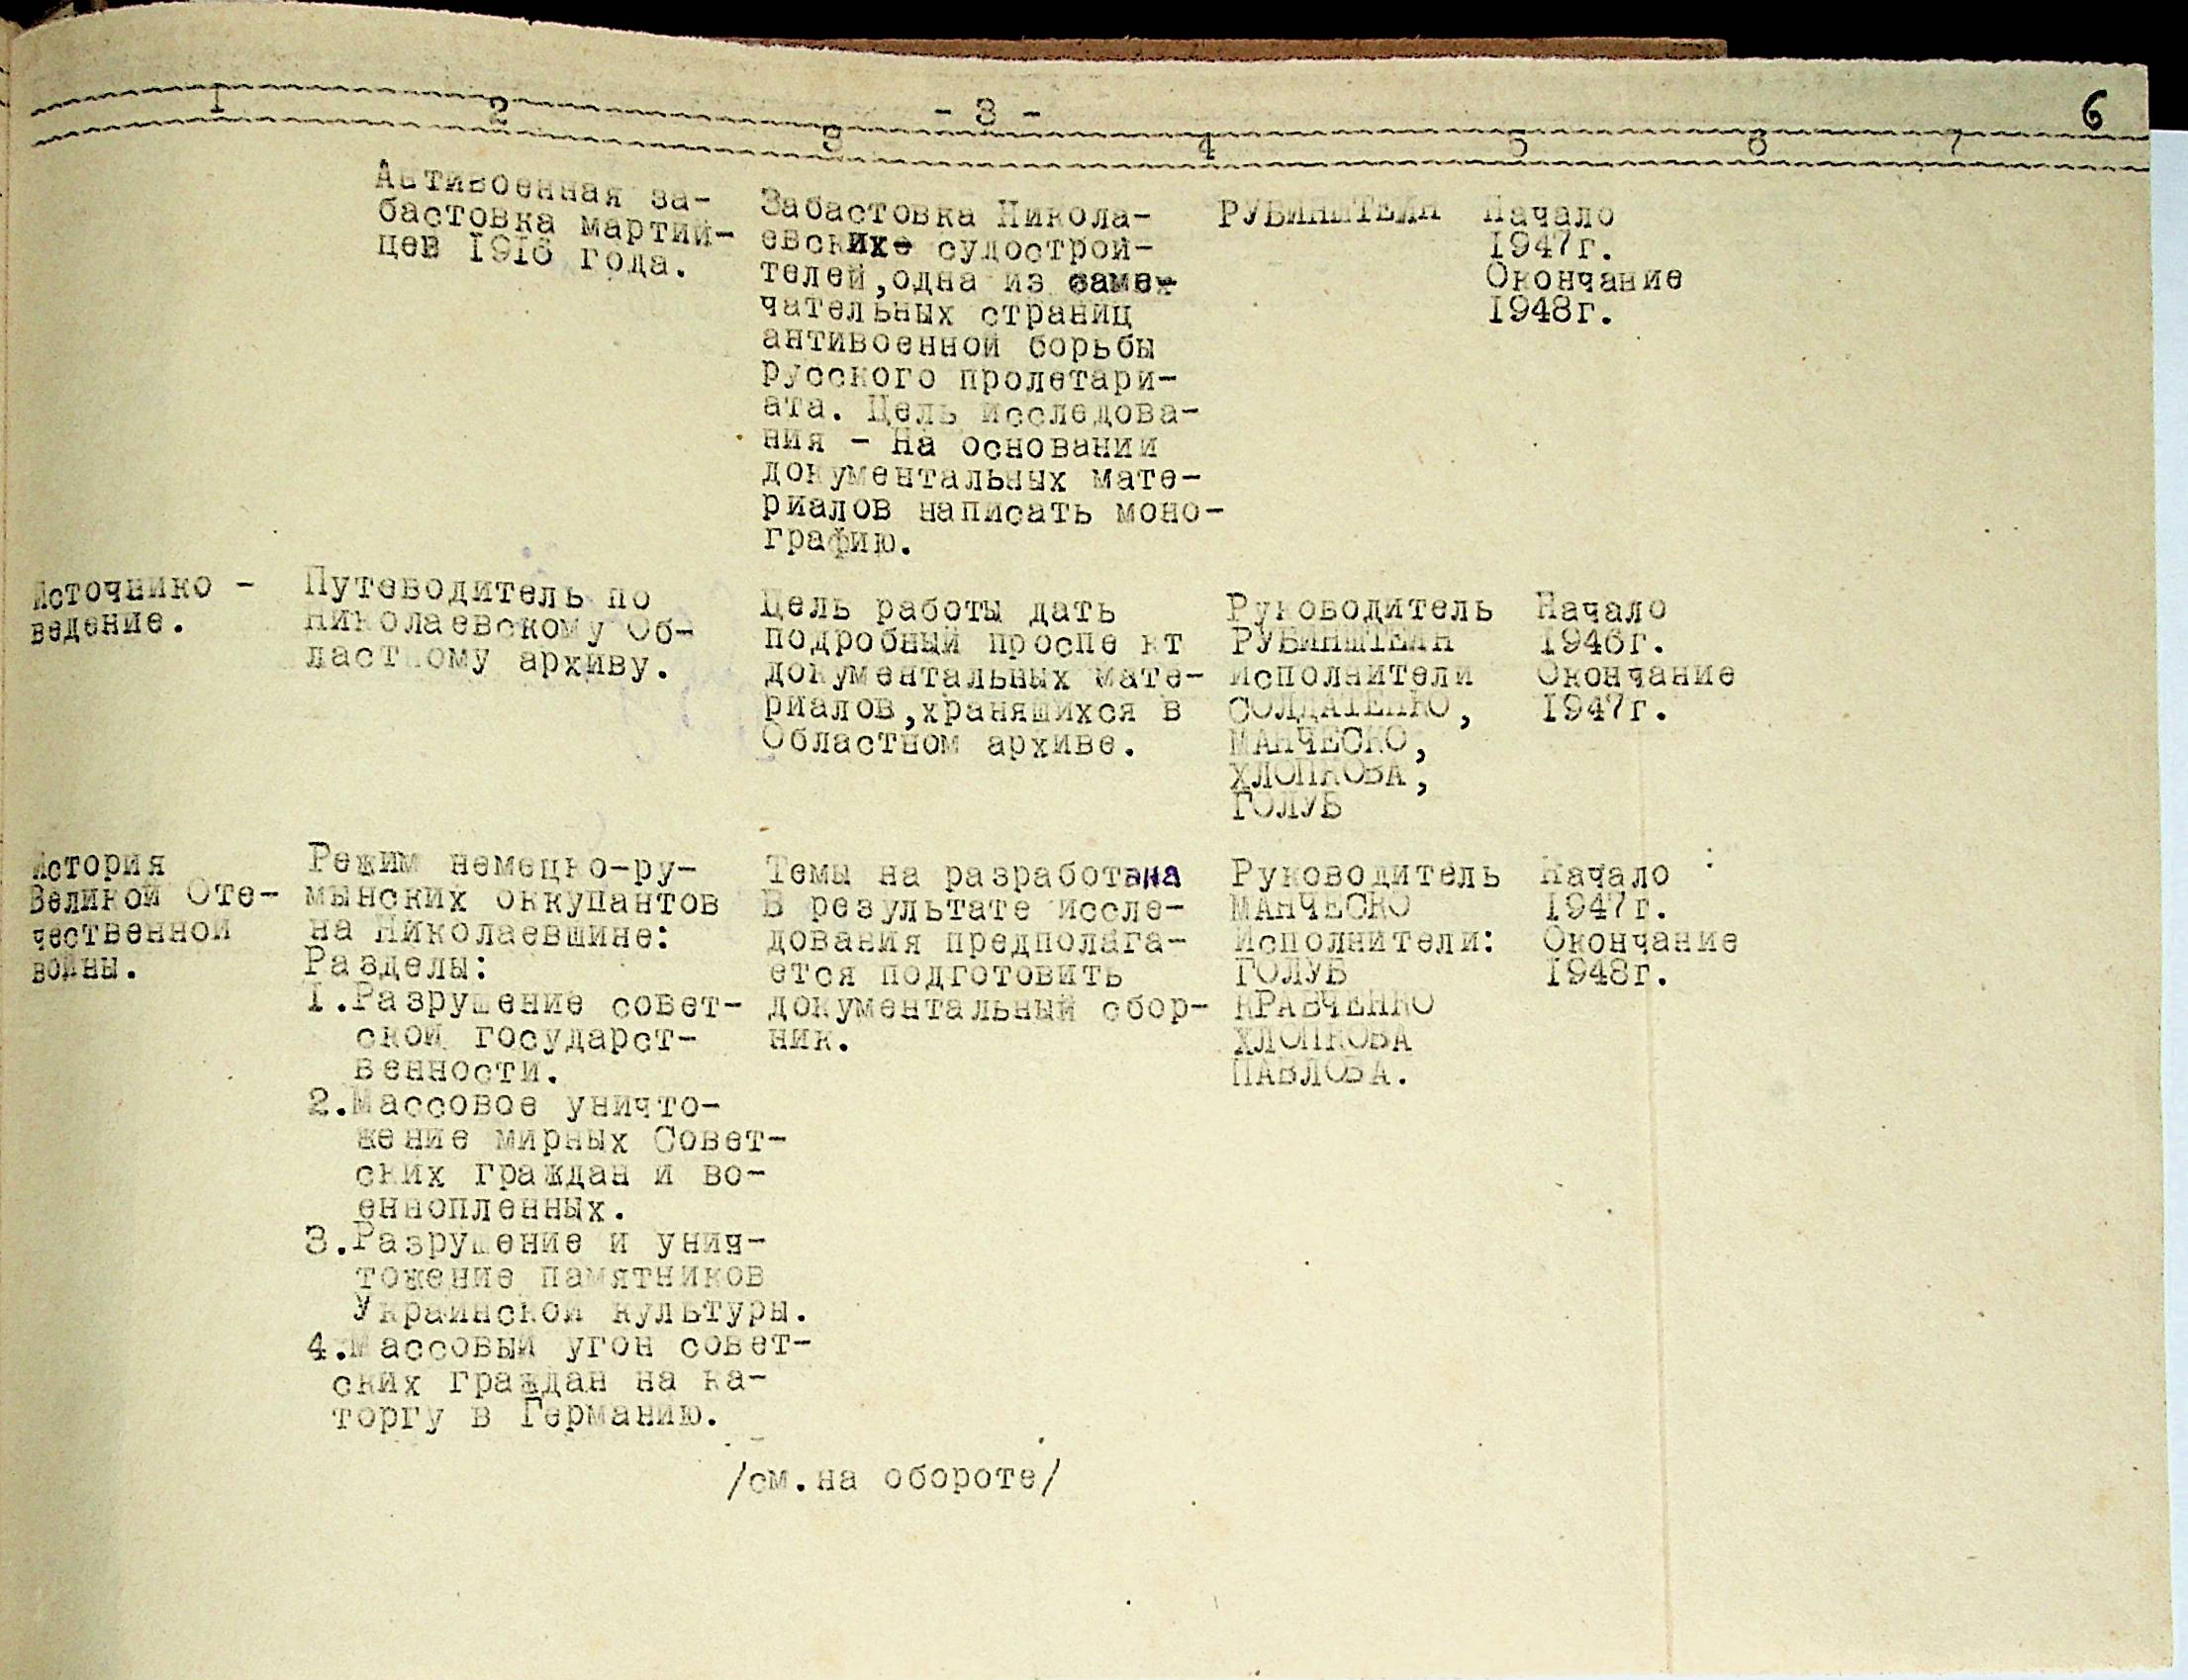 - 3 -
6
1 2 3 4 5 6 7
Антивоенная за-
бастовка мартий-
цев 1916 года.
Забастовка Никола-
евских судострои-
телей,одна из заме-
чательных страниц
антивоенной борьбы
русского пролетари-
ата. Цель исследова-
ния - На основании
документальных мате-
риалов написать моно-
графию.
РУБИНШТЕЙН
Начало
1947г.
Окончание
1948г.
Источнико -
ведение.
Путеводитель по
николаевскому Об-
ластному архиву.
Цель работы дать
подробный проспе кт
документальных мате-
риалов,хранящихся в
Областном архиве.
Руководитель
РУБИНШТЕЙН
Исполнители
СОЛДАТЕНКО,
МАНЧЕСКО,
ХЛОПКОВА,
ГОЛУБ
Начало
1946г.
Окончание
1947г.
История
Великой Оте-
чественной
войны.
Режим немецко-ру-
мынских оккупантов
на Николаевщине:
Разделы:
1.Разрушение совет-
ской государст-
венности.
2.Массовое уничто-
жение мирных Совет-
ских граждан и во-
еннопленных.
3.Разрушение и унич-
тожение памятников
Украинской культуры.
4.Массовый угон совет-
ских граждан на ка-
торгу в Германию.
Темы на разработана
В результате иссле-
дования предполага-
ется подготовить
документальный сбор-
ник.
Руководитель
МАНЧЕСКО
Исполнители:
ГОЛУБ
КРАВЧЕНКО
ХЛОПКОВА
ПАВЛОВА.
Начало :
1947г.
Окончание
1948г.
/см.на обороте/